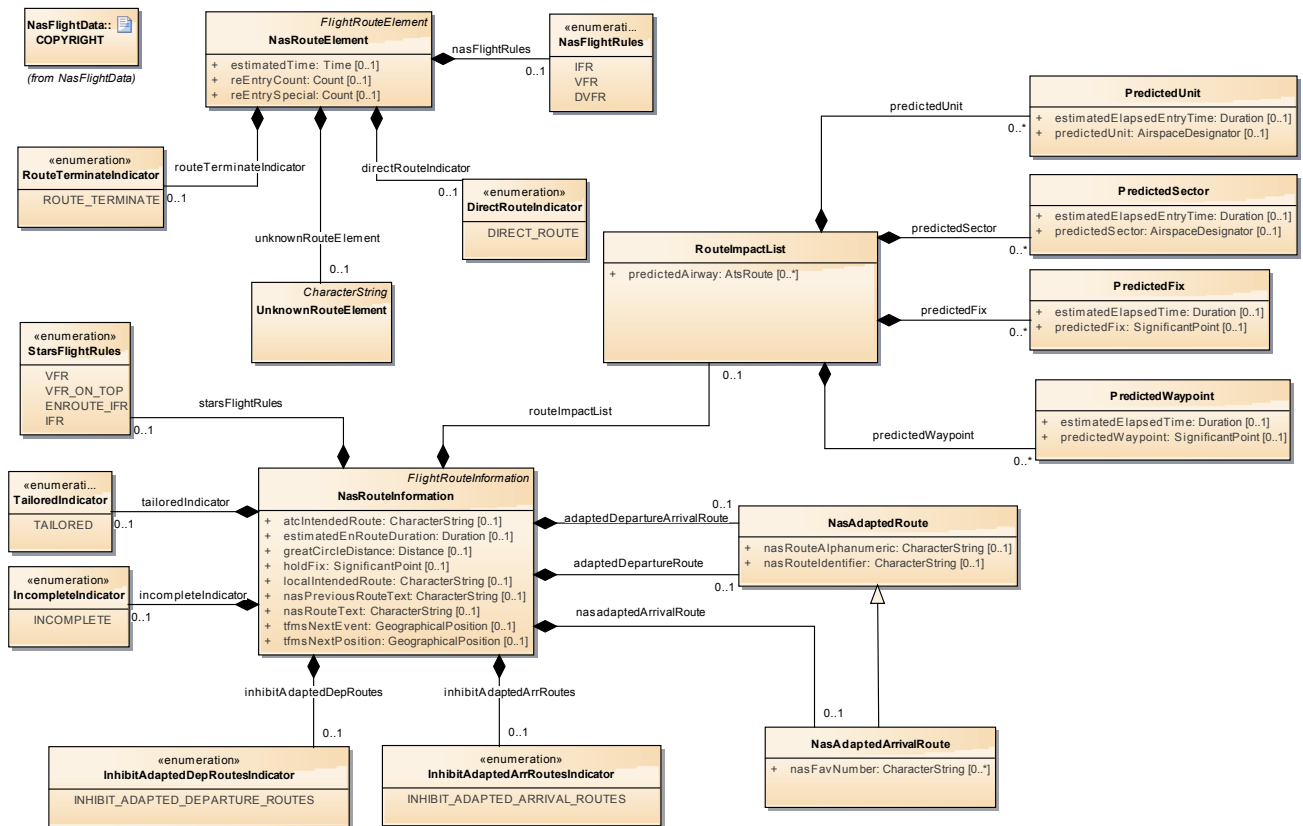 NasFlightData::
COPYRIGHT
(from NasFlightData)
FlightRouteElement
NasRouteElement
+ estimatedTime: Time [0..1]
+ reEntryCount: Count [0..1]
+ reEntrySpecial: Count [0..1]
nasFlightRules
0..1
«enumerati...
NasFlightRules
IFR
VFR
DVFR
«enumeration»
RouteTerminateIndicator
ROUTE_TERMINATE
routeTerminateIndicator
0..1
directRouteIndicator
0..1
«enumeration»
DirectRouteIndicator
DIRECT_ROUTE
unknownRouteElement
0..1
CharacterString
UnknownRouteElement
predictedUnit
0..*
PredictedUnit
+ estimatedElapsedEntryTime: Duration [0..1]
+ predictedUnit: AirspaceDesignator [0..1]
RouteImpactList
+ predictedAirway: AtsRoute [0..*]
predictedSector
0..*
PredictedSector
+ estimatedElapsedEntryTime: Duration [0..1]
+ predictedSector: AirspaceDesignator [0..1]
predictedFix
0..*
PredictedFix
+ estimatedElapsedTime: Duration [0..1]
+ predictedFix: SignificantPoint [0..1]
predictedWaypoint
0..*
PredictedWaypoint
+ estimatedElapsedTime: Duration [0..1]
+ predictedWaypoint: SignificantPoint [0..1]
0..1
routeImpactList
«enumeration»
StarsFlightRules
VFR
VFR_ON_TOP
ENROUTE_IFR
IFR
starsFlightRules
0..1
«enumerati...
TailoredIndicator
TAILORED
tailoredIndicator
0..1
«enumeration»
IncompleteIndicator
INCOMPLETE
incompleteIndicator
0..1
FlightRouteInformation
NasRouteInformation
+ atcIntendedRoute: CharacterString [0..1]
+ estimatedEnRouteDuration: Duration [0..1]
+ greatCircleDistance: Distance [0..1]
+ holdFix: SignificantPoint [0..1]
+ localIntendedRoute: CharacterString [0..1]
+ nasPreviousRouteText: CharacterString [0..1]
+ nasRouteText: CharacterString [0..1]
+ tfmsNextEvent: GeographicalPosition [0..1]
+ tfmsNextPosition: GeographicalPosition [0..1]
adaptedDepartureArrivalRoute
0..1
adaptedDepartureRoute
0..1
nasadaptedArrivalRoute
0..1
NasAdaptedRoute
+ nasRouteAlphanumeric: CharacterString [0..1]
+ nasRouteIdentifier: CharacterString [0..1]
NasAdaptedArrivalRoute
+ nasFavNumber: CharacterString [0..*]
inhibitAdaptedDepRoutes
0..1
inhibitAdaptedArrRoutes
0..1
«enumeration»
InhibitAdaptedDepRoutesIndicator
INHIBIT_ADAPTED_DEPARTURE_ROUTES
«enumeration»
InhibitAdaptedArrRoutesIndicator
INHIBIT_ADAPTED_ARRIVAL_ROUTES